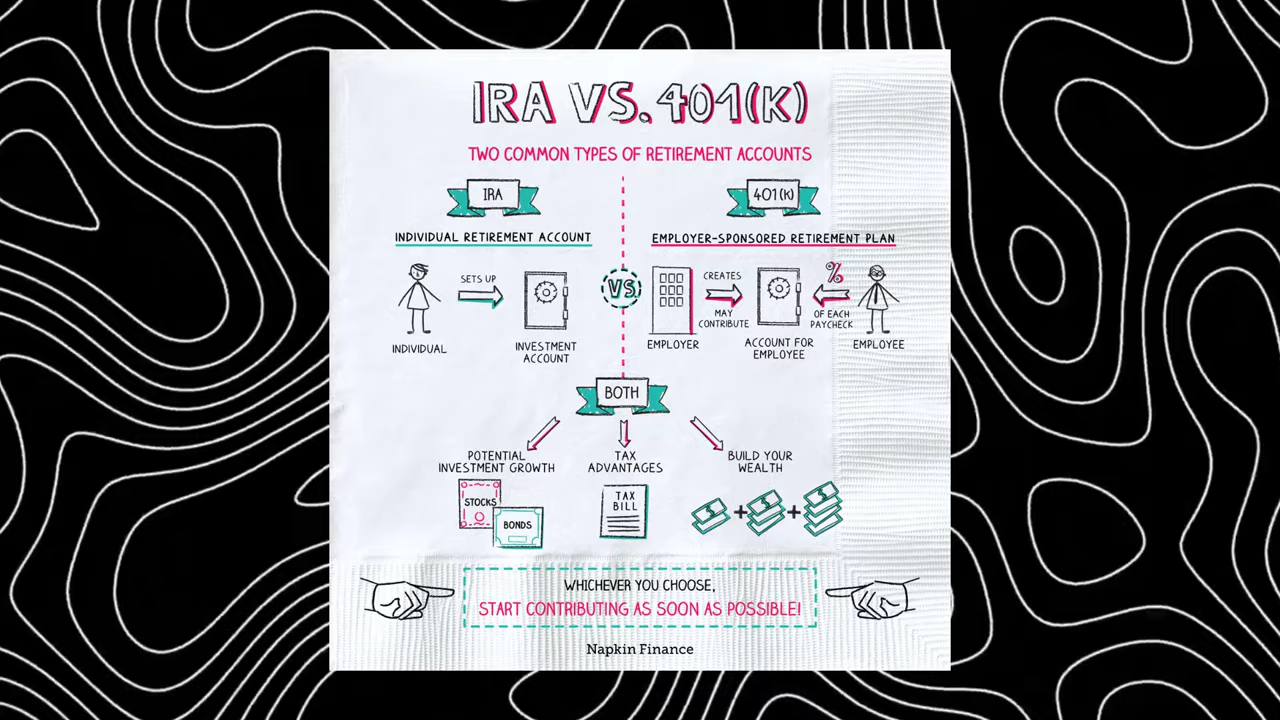 IRA VS. 401(K)
TWO COMMON TYPES OF RETIREMENT ACCOUNTS
IRA
INDIVIDUAL RETIREMENT ACCOUNT
INDIVIDUAL
SETS UP
INVESTMENT
ACCOUNT
VS
401(K)
EMPLOYER-SPONSORED RETIREMENT PLAN
EMPLOYER
CREATES
MAY
CONTRIBUTE
ACCOUNT FOR
EMPLOYEE
%
OF EACH
PAYCHECK
EMPLOYEE
BOTH
POTENTIAL
INVESTMENT GROWTH
STOCKS
BONDS
TAX
ADVANTAGES
TAX
BILL
BUILD YOUR
WEALTH
$ + $ + $
WHICHEVER YOU CHOOSE,
START CONTRIBUTING AS SOON AS POSSIBLE!
Napkin Finance